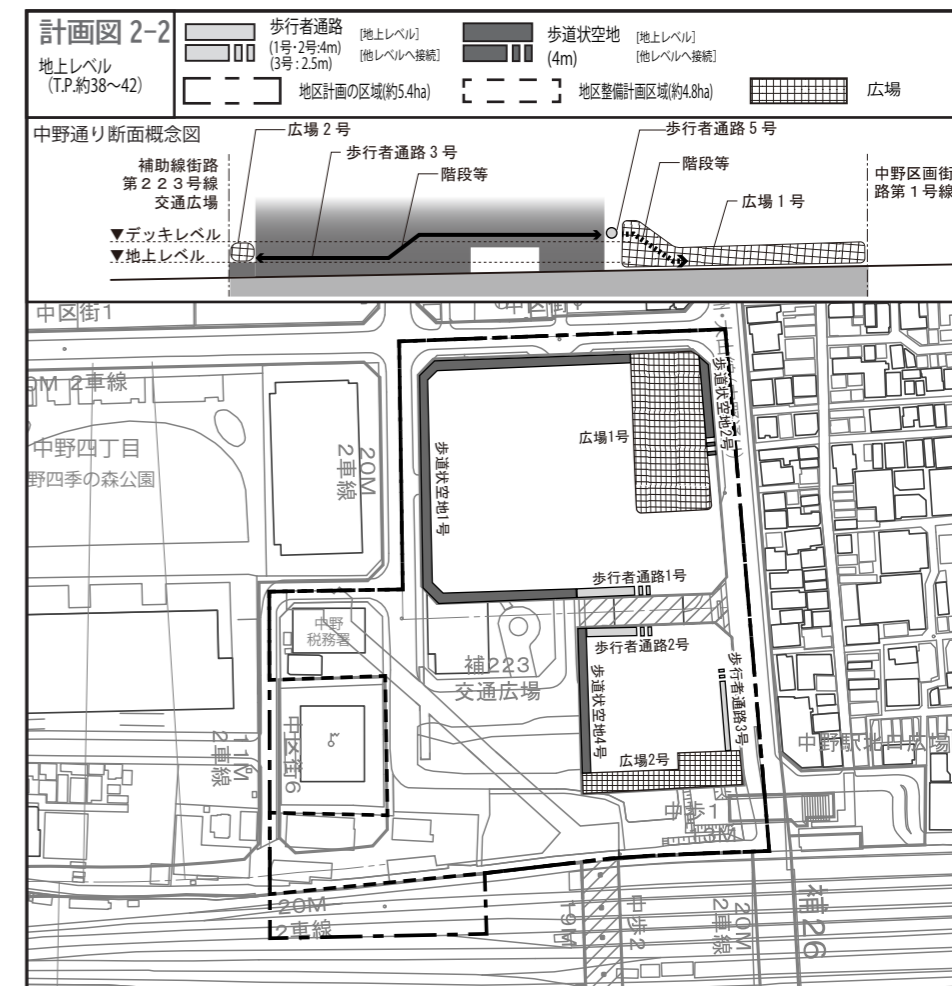 計画図 2-2
地上レベル
(T.P.約38〜42)
歩行者通路
(1号・2号:4m)
(3号：2.5m)
[地上レベル]
[他レベルへ接続]
歩道状空地
(4m)
[地上レベル]
[他レベルへ接続]
地区計画の区域(約5.4ha)
地区整備計画区域(約4.8ha)
広場
中野通り断面概念図
広場２号
歩行者通路５号
補助線街路
第２２３号線
交通広場
歩行者通路３号
階段等
階段等
広場１号
中野区画街
路第１号線
▼デッキレベル
▼地上レベル
中区街1
2車線
中野四丁目
野四季の森公園
20M
2車線
歩道状空地2号
広場1号
歩道状空地1号
歩行者通路1号
中野
税務署
歩行者通路2号
補223
交通広場
歩行者通路3号
歩道状空地4号
中区街6
11M
2車線
中野駅北口広場
広場2号
中歩1
20M
2車線
19M
中歩2
20M
2車線
補26